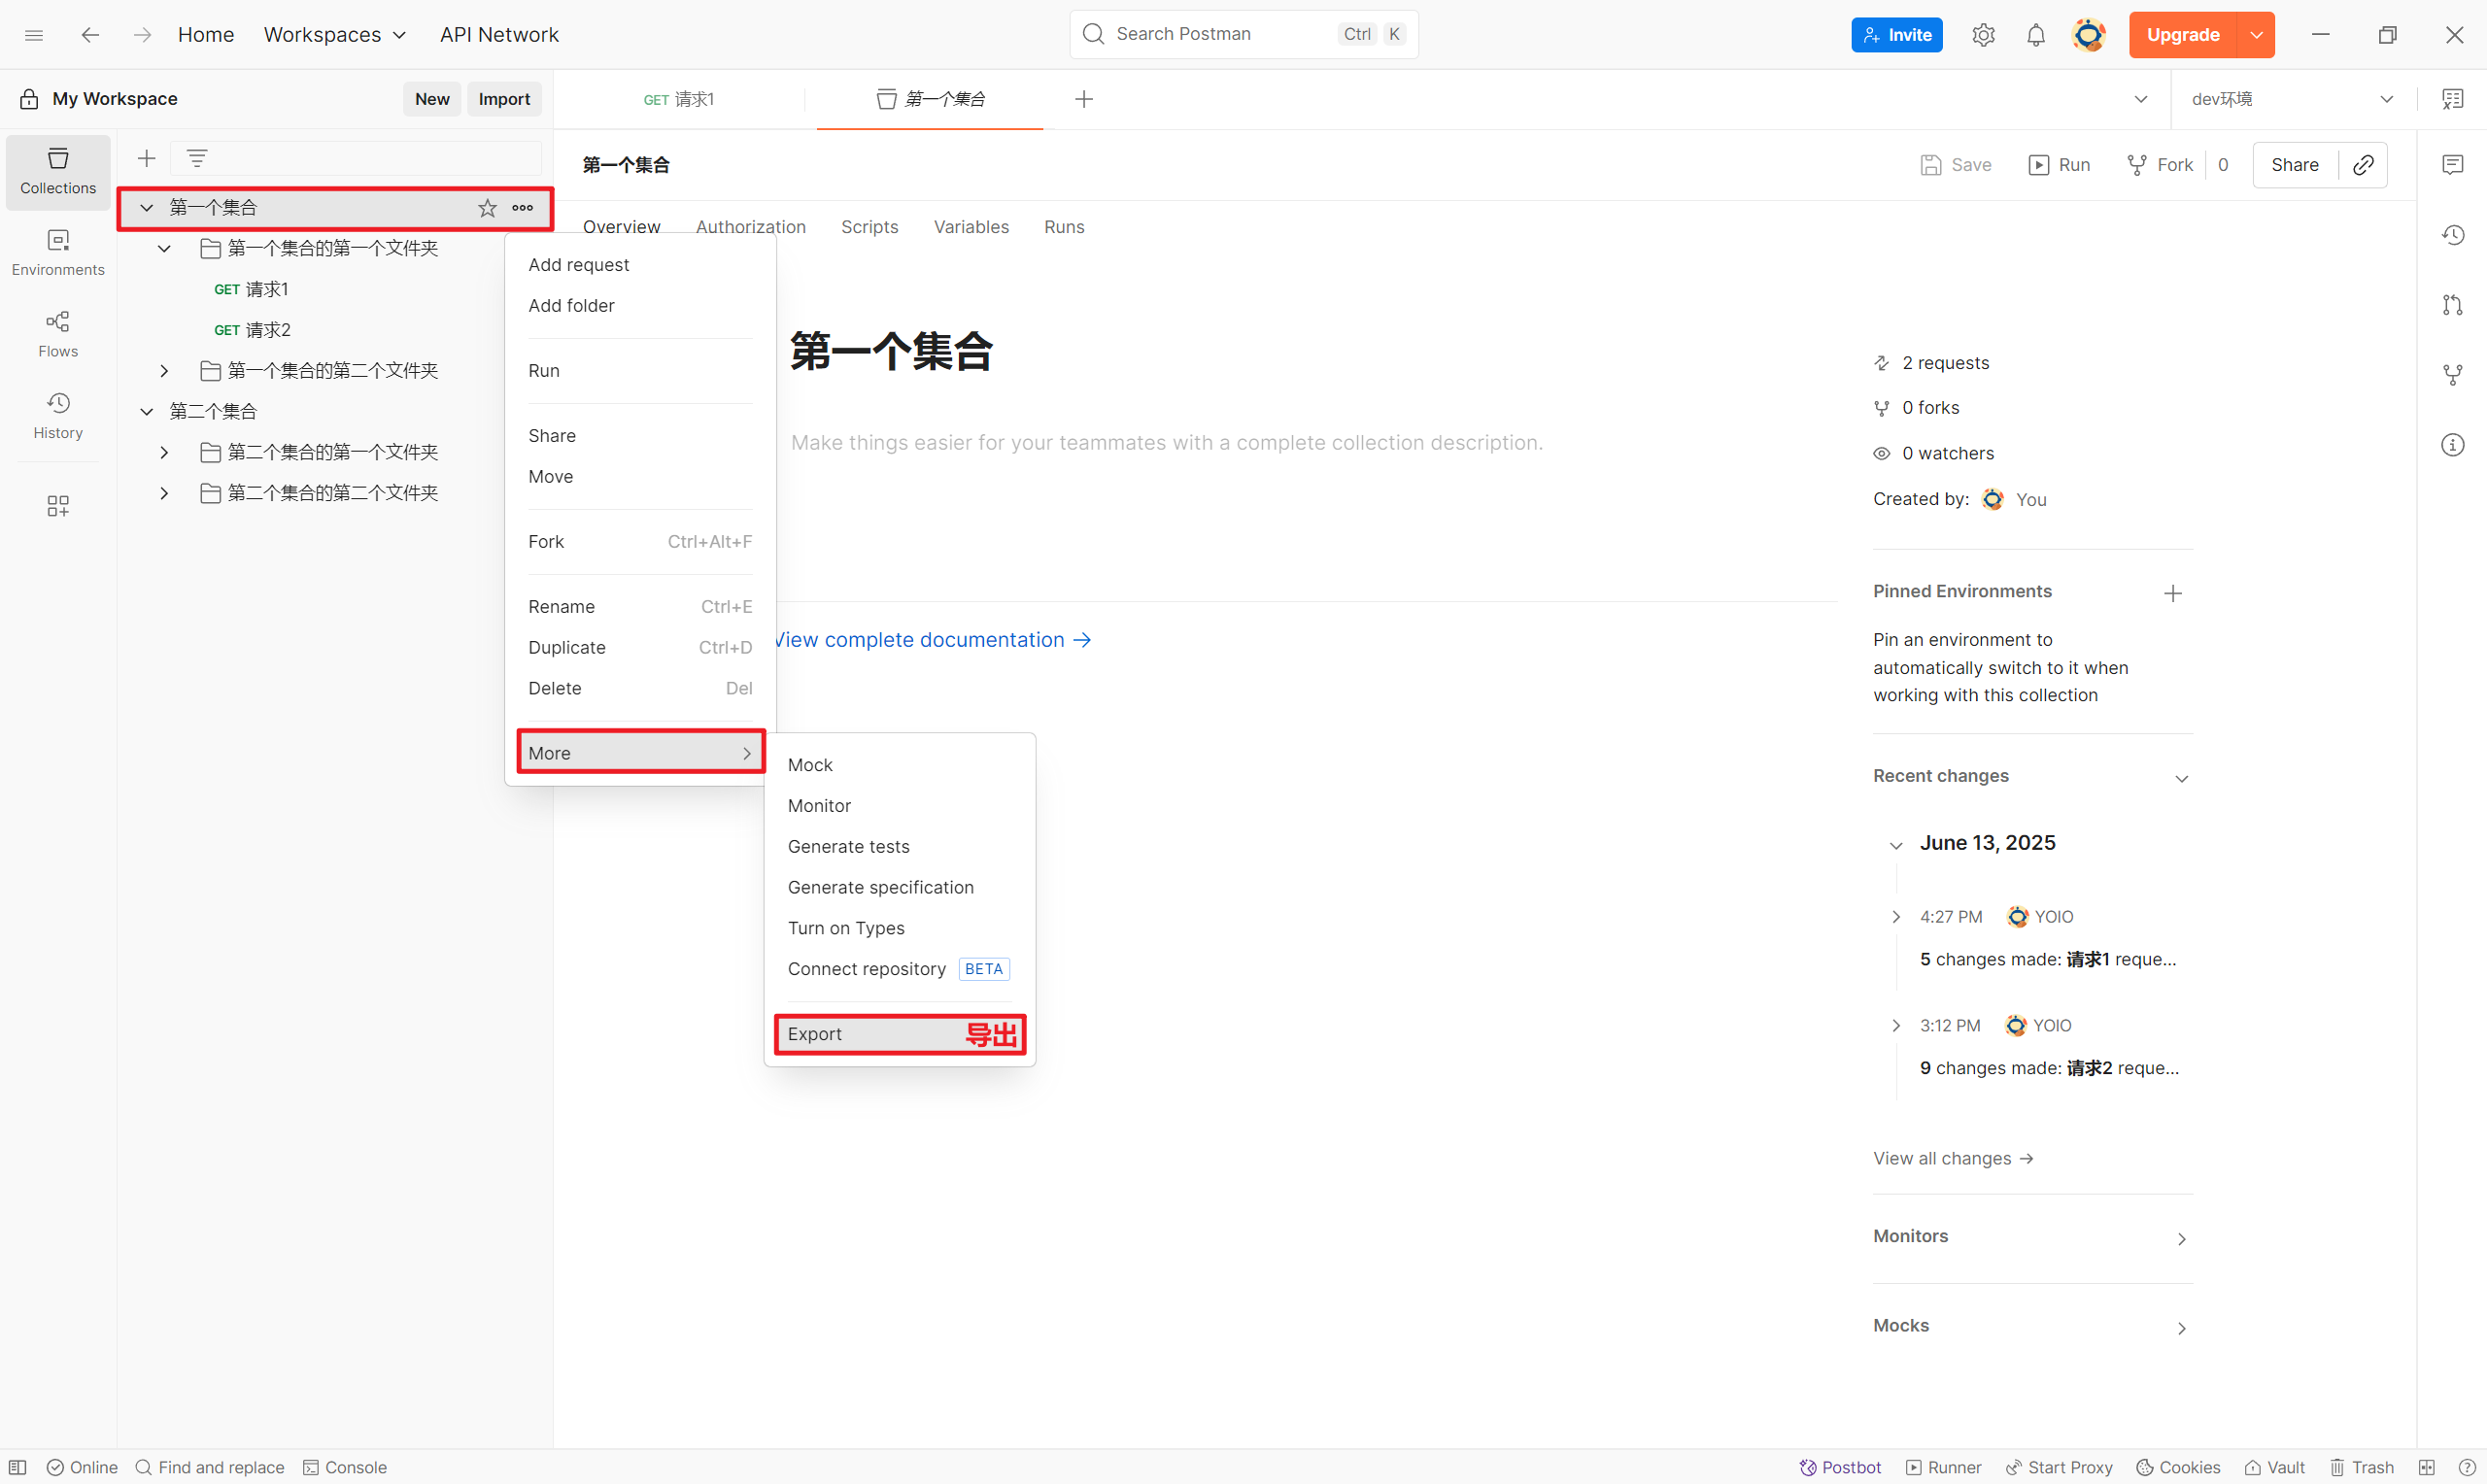 Home Workspaces API Network Search Postman Ctrl K Invite Upgrade
My Workspace New Import GET 请求1 第一个集合 dev环境
Collections
Environments
Flows
History
第一个集合
第一个集合的第一个文件夹
GET 请求1
GET 请求2
第一个集合的第二个文件夹
第二个集合
第二个集合的第一个文件夹
第二个集合的第二个文件夹
第一个集合 Save Run Fork 0 Share
Overview Authorization Scripts Variables Runs
Add request
Add folder
Run
Share
Move
Fork Ctrl+Alt+F
Rename Ctrl+E
Duplicate Ctrl+D
Delete Del
More
Mock
Monitor
Generate tests
Generate specification
Turn on Types
Connect repository BETA
Export 导出
第一个集合
Make things easier for your teammates with a complete collection description.
View complete documentation →
2 requests
0 forks
0 watchers
Created by: You
Pinned Environments
Pin an environment to
automatically switch to it when
working with this collection
Recent changes
June 13, 2025
4:27 PM YOIO
5 changes made: 请求1 reque...
3:12 PM YOIO
9 changes made: 请求2 reque...
View all changes →
Monitors
Mocks
Online Find and replace Console Postbot Runner Start Proxy Cookies Vault Trash